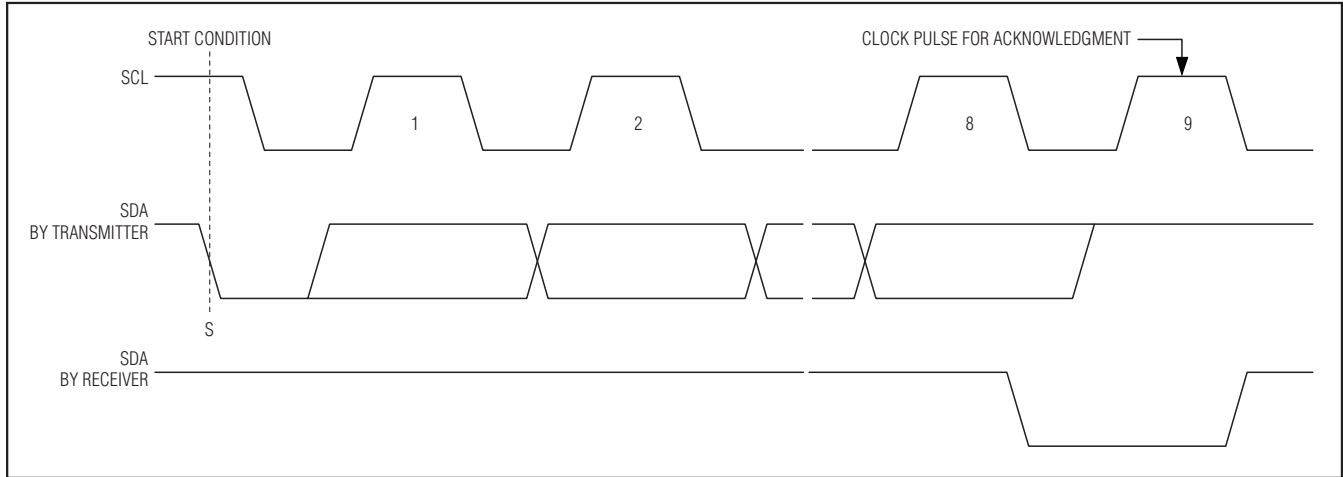 START CONDITION
CLOCK PULSE FOR ACKNOWLEDGMENT
SCL
1
2
8
9
SDA
BY TRANSMITTER
S
SDA
BY RECEIVER